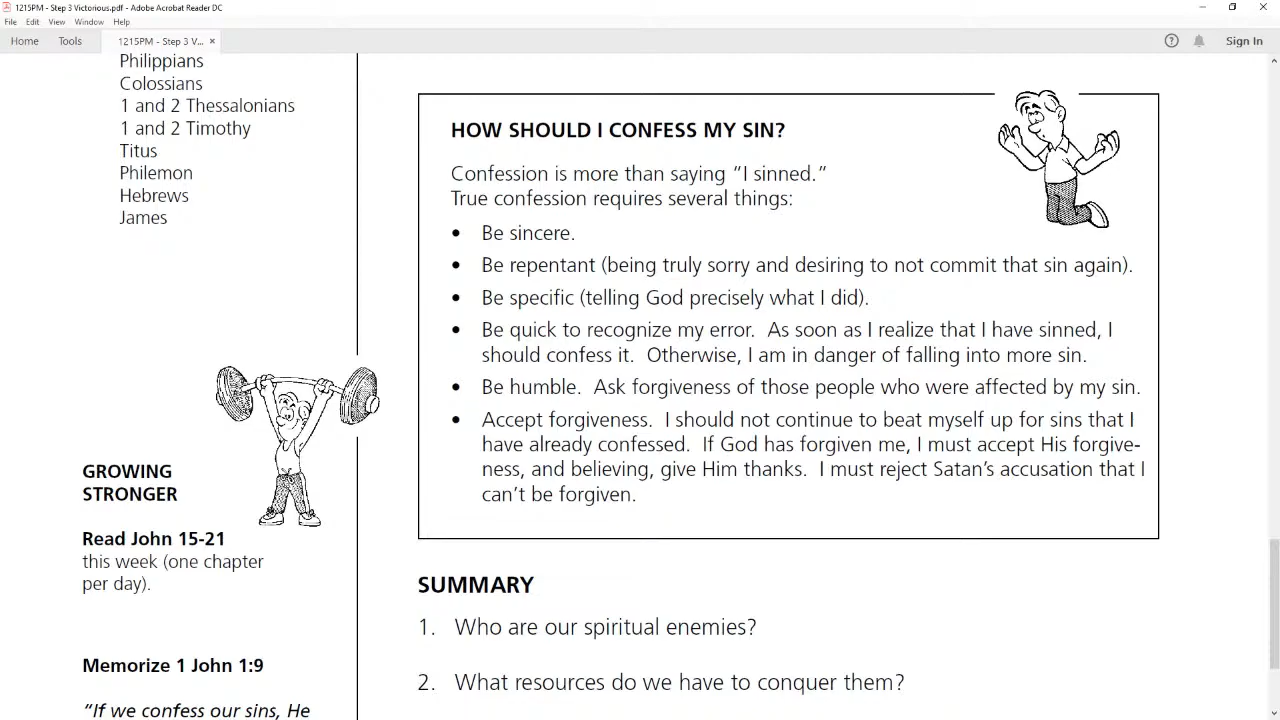 1215PM - Step 3 Victorious.pdf - Adobe Acrobat Reader DC
File Edit View Window Help
Home Tools 1215PM - Step 3 V... × Sign In
Philippians
Colossians
1 and 2 Thessalonians
1 and 2 Timothy
Titus
Philemon
Hebrews
James
GROWING
STRONGER
Read John 15-21
this week (one chapter
per day).
Memorize 1 John 1:9
“If we confess our sins, He
HOW SHOULD I CONFESS MY SIN?
Confession is more than saying “I sinned.”
True confession requires several things:
• Be sincere.
• Be repentant (being truly sorry and desiring to not commit that sin again).
• Be specific (telling God precisely what I did).
• Be quick to recognize my error. As soon as I realize that I have sinned, I
should confess it. Otherwise, I am in danger of falling into more sin.
• Be humble. Ask forgiveness of those people who were affected by my sin.
• Accept forgiveness. I should not continue to beat myself up for sins that I
have already confessed. If God has forgiven me, I must accept His forgive-
ness, and believing, give Him thanks. I must reject Satan’s accusation that I
can’t be forgiven.
SUMMARY
1. Who are our spiritual enemies?
2. What resources do we have to conquer them?